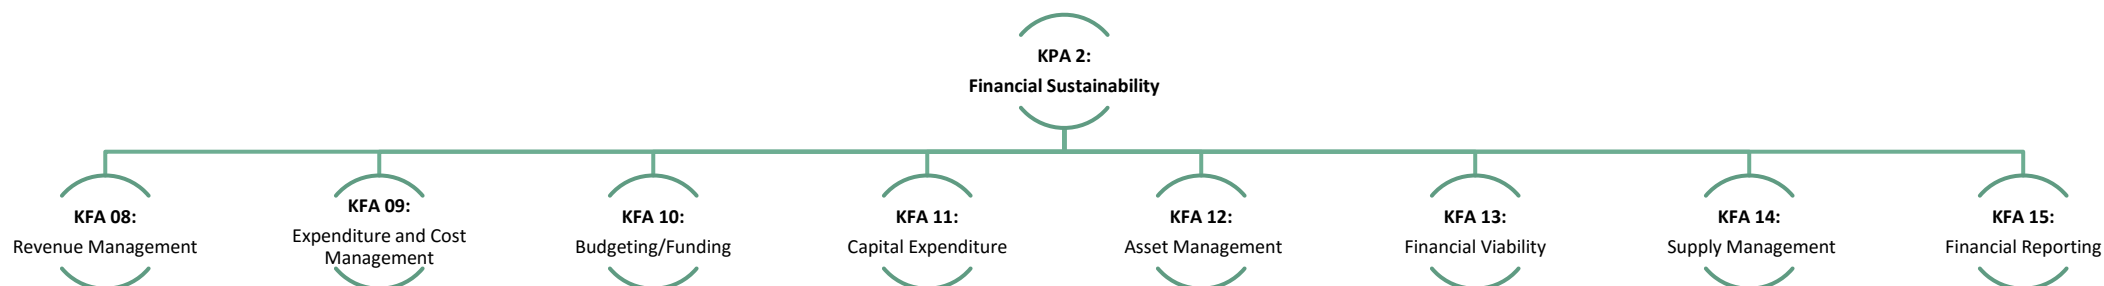 KPA 2:
Financial Sustainability
KFA 08:
Revenue Management
KFA 09:
Expenditure and Cost
Management
KFA 10:
Budgeting/Funding
KFA 11:
Capital Expenditure
KFA 12:
Asset Management
KFA 13:
Financial Viability
KFA 14:
Supply Management
KFA 15:
Financial Reporting